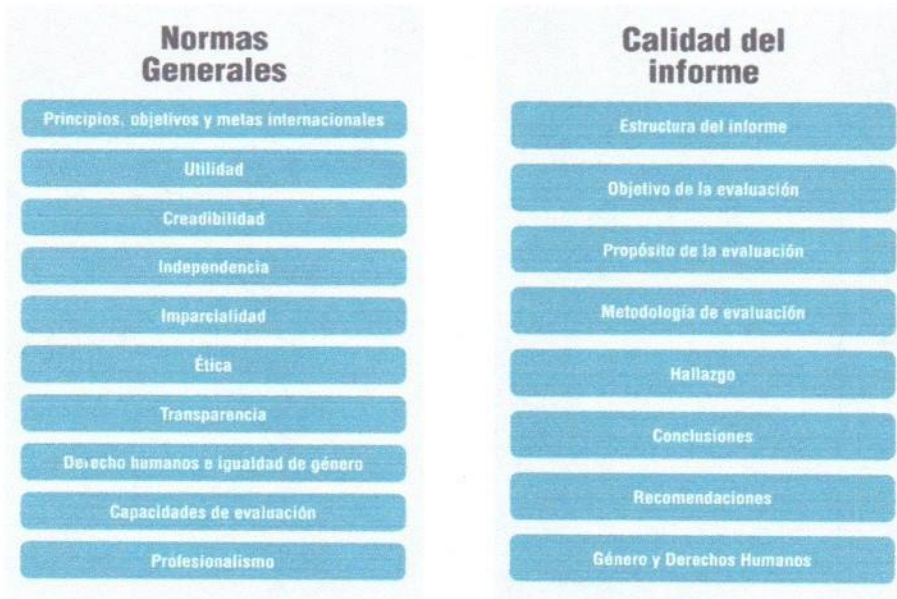 Normas
Generales
Principios, objetivos y metas internacionales
Utilidad
Creadibilidad
Independencia
Imparcialidad
Ética
Transparencia
Derecho humanos e igualdad de género
Capacidades de evaluación
Profesionalismo
Calidad del
informe
Estructura del informe
Objetivo de la evaluación
Propósito de la evaluación
Metodología de evaluación
Hallazgo
Conclusiones
Recomendaciones
Género y Derechos Humanos